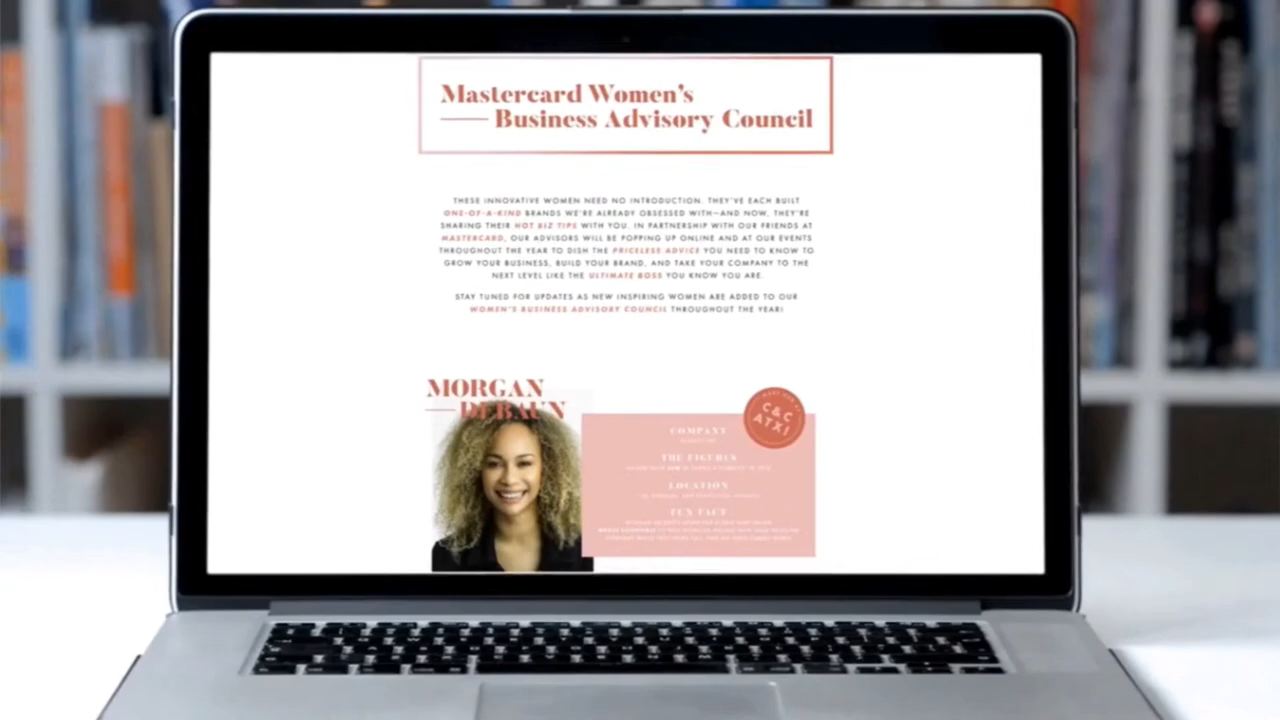 Mastercard Women's
Business Advisory Council
THESE INNOVATIVE WOMEN NEED NO INTRODUCTION. THEY'VE EACH BUILT
ONE-OF-A-KIND BRANDS WE'RE ALREADY OBSESSED WITH—AND NOW, THEY'RE
SHARING THEIR HOT BIZ TIPS WITH YOU. IN PARTNERSHIP WITH OUR FRIENDS AT
MASTERCARD, OUR ADVISORS WILL BE POPPING UP ONLINE AND AT OUR EVENTS
THROUGHOUT THE YEAR TO DISH THE PRICELESS ADVICE YOU NEED TO KNOW TO
GROW YOUR BUSINESS, BUILD YOUR BRAND, AND TAKE YOUR COMPANY TO THE
NEXT LEVEL LIKE THE ULTIMATE BOSS YOU KNOW YOU ARE.
STAY TUNED FOR UPDATES AS NEW INSPIRING WOMEN ARE ADDED TO OUR
WOMEN'S BUSINESS ADVISORY COUNCIL THROUGHOUT THE YEAR!
MORGAN
DEBAUN
C&C
ATX!
COMPANY
THE FIGURES
LOCATION
FUN FACT